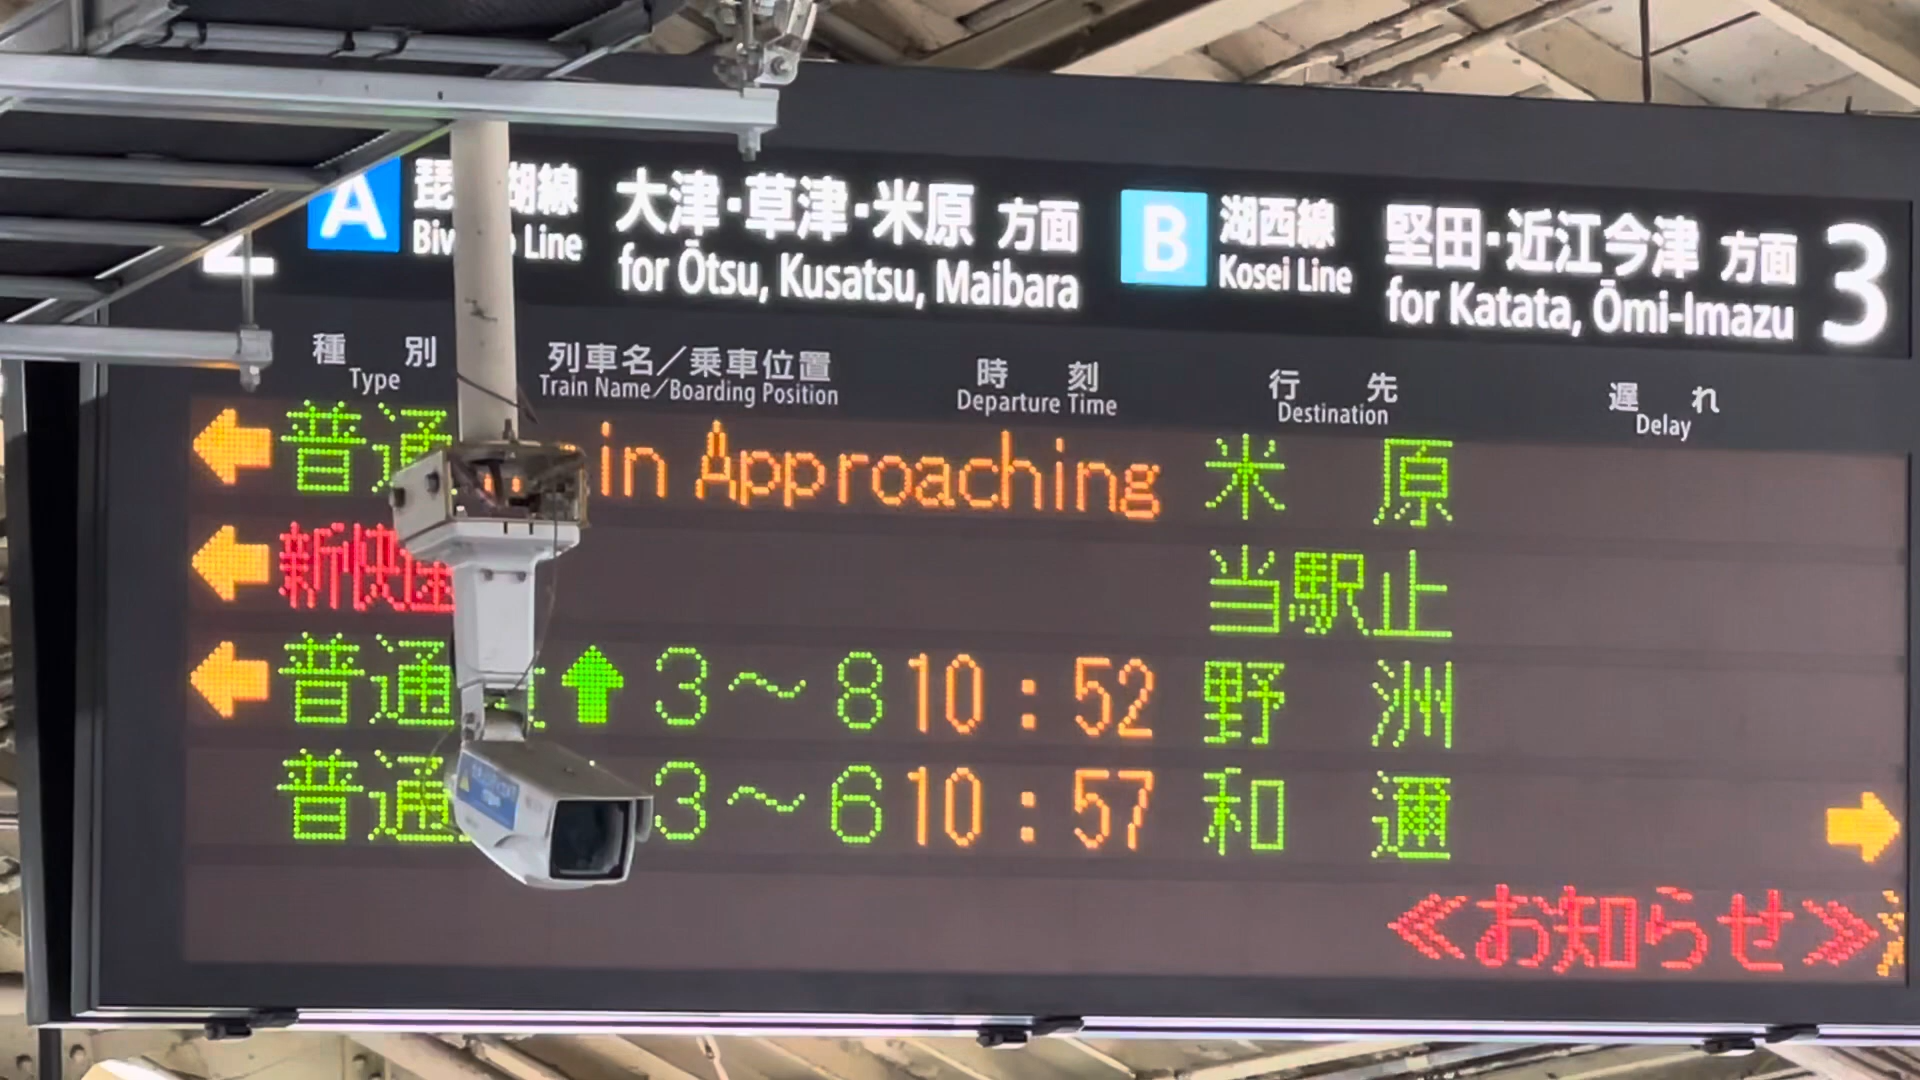 2 A 湖線 大津・草津・米原 方面 B 湖西線 堅田・近江今津 方面 3
Line for Ōtsu, Kusatsu, Maibara Kosei Line for Katata, Ōmi-Imazu
種別 列車名／乗車位置 時刻 行先 遅れ
Type Train Name／Boarding Position Departure Time Destination Delay
普通 in Approaching 米原
新快速 当駅止
普通 ↑ 3～8 10:52 野洲
普通 3～6 10:57 和邇
≪お知らせ≫